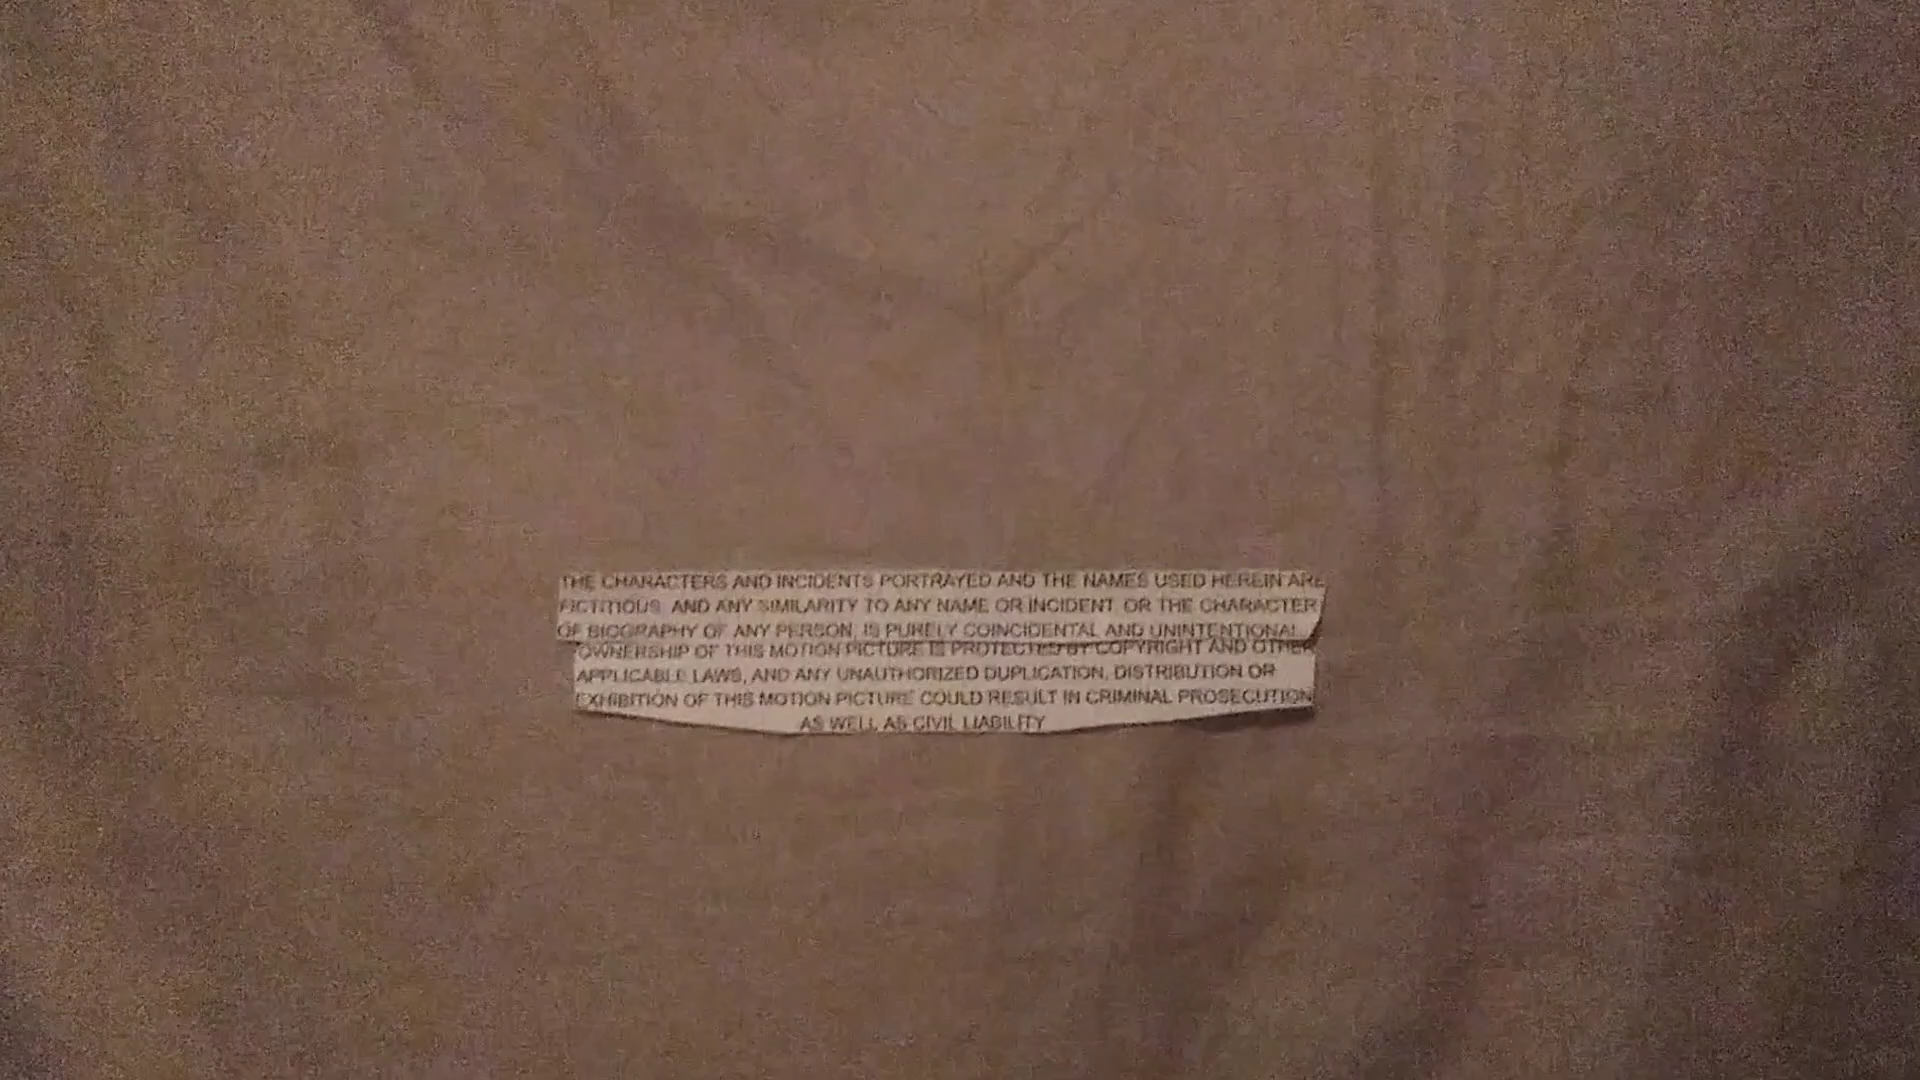 THE CHARACTERS AND INCIDENTS PORTRAYED AND THE NAMES USED HEREIN ARE
FICTITIOUS AND ANY SIMILARITY TO ANY NAME OR INCIDENT, OR THE CHARACTER
OF BIOGRAPHY OF ANY PERSON, IS PURELY COINCIDENTAL AND UNINTENTIONAL
OWNERSHIP OF THIS MOTION PICTURE IS PROTECTED BY COPYRIGHT AND OTHER
APPLICABLE LAWS, AND ANY UNAUTHORIZED DUPLICATION, DISTRIBUTION OR
EXHIBITION OF THIS MOTION PICTURE COULD RESULT IN CRIMINAL PROSECUTION
AS WELL AS CIVIL LIABILITY